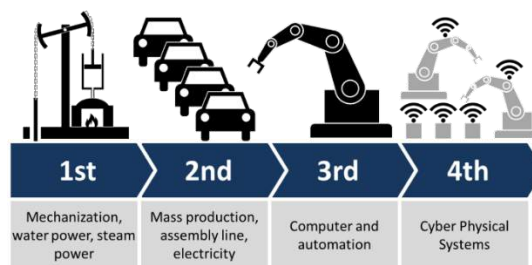 1st
2nd
3rd
4th
Mechanization,
water power, steam
power
Mass production,
assembly line,
electricity
Computer and
automation
Cyber Physical
Systems